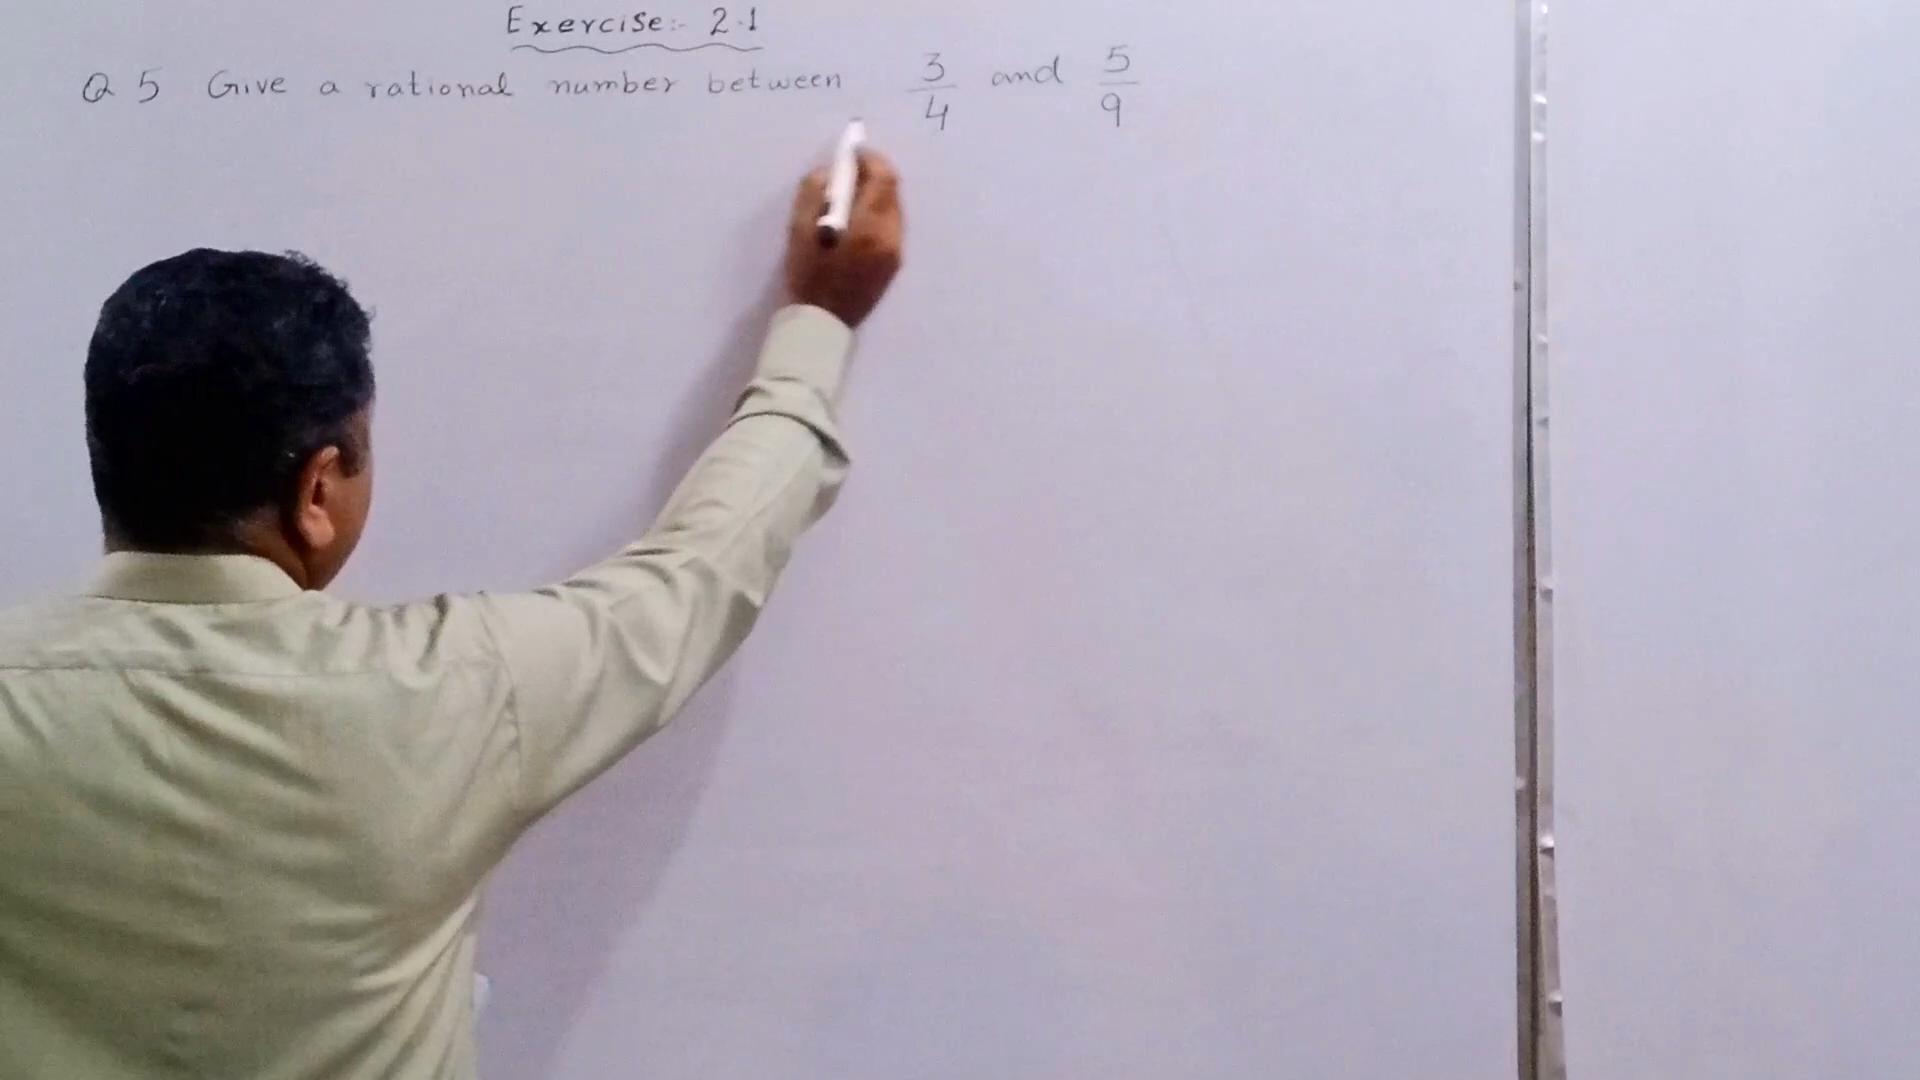 Exercise:- 2.1
Q 5 Give a rational number between 3/4 and 5/9